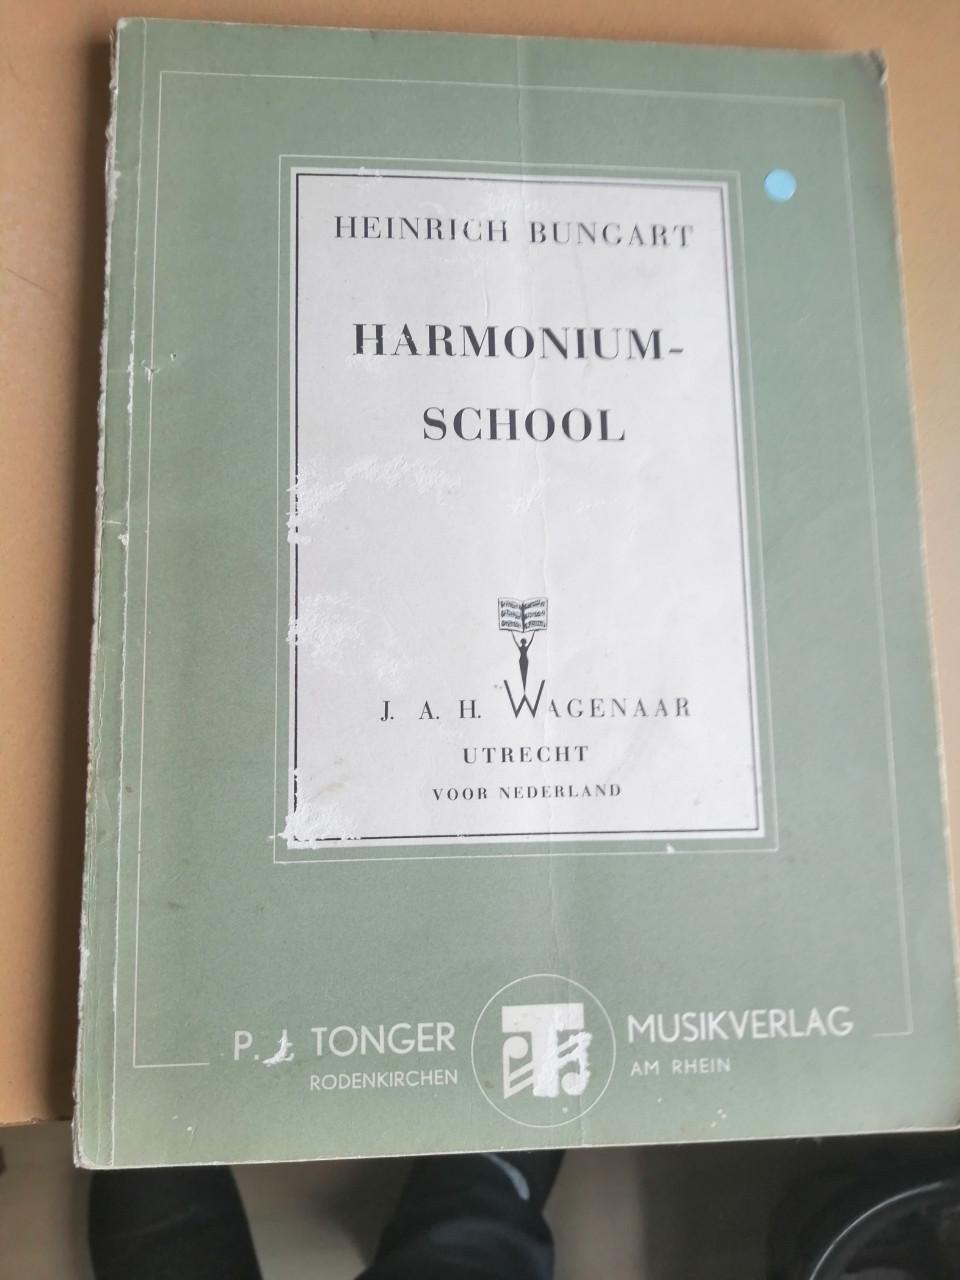 HEINRICH BUNGART
HARMONIUM-
SCHOOL
J. A. H. WAGENAAR
UTRECHT
VOOR NEDERLAND
P. J. TONGER MUSIKVERLAG
RODENKIRCHEN AM RHEIN